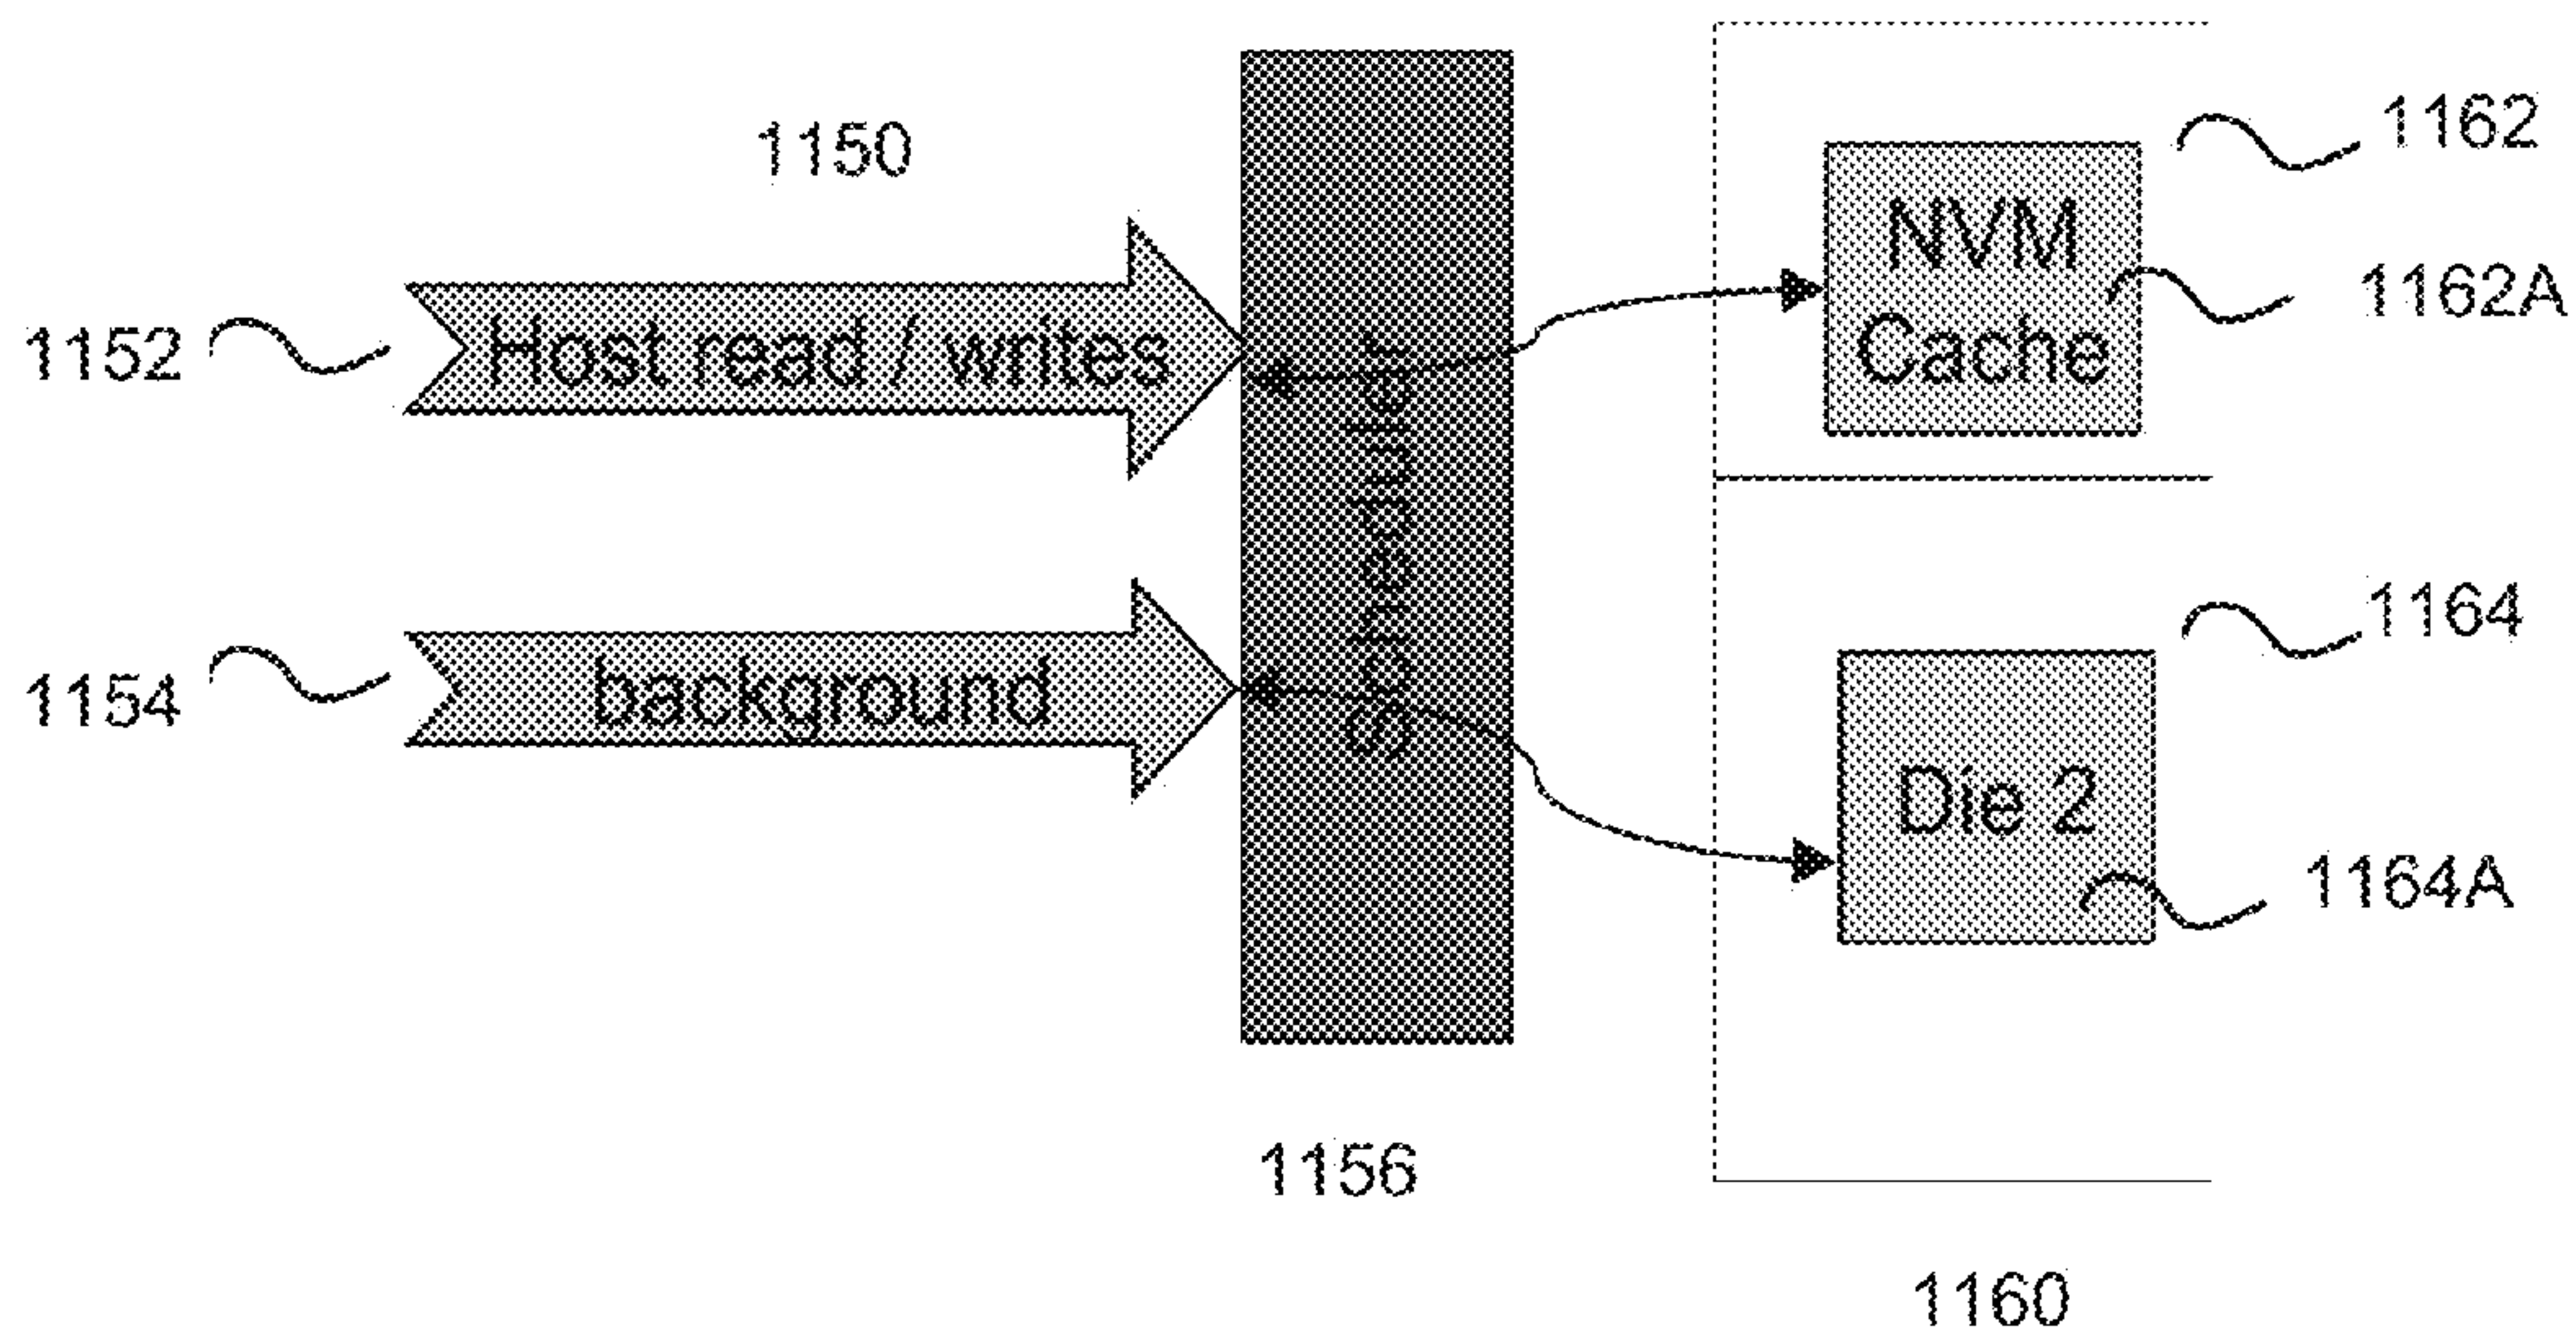 1150
1162
NVM
Cache
1162A
1152
Host read / writes
Scheduler
1164
1154
background
Die 2
1164A
1156
1160